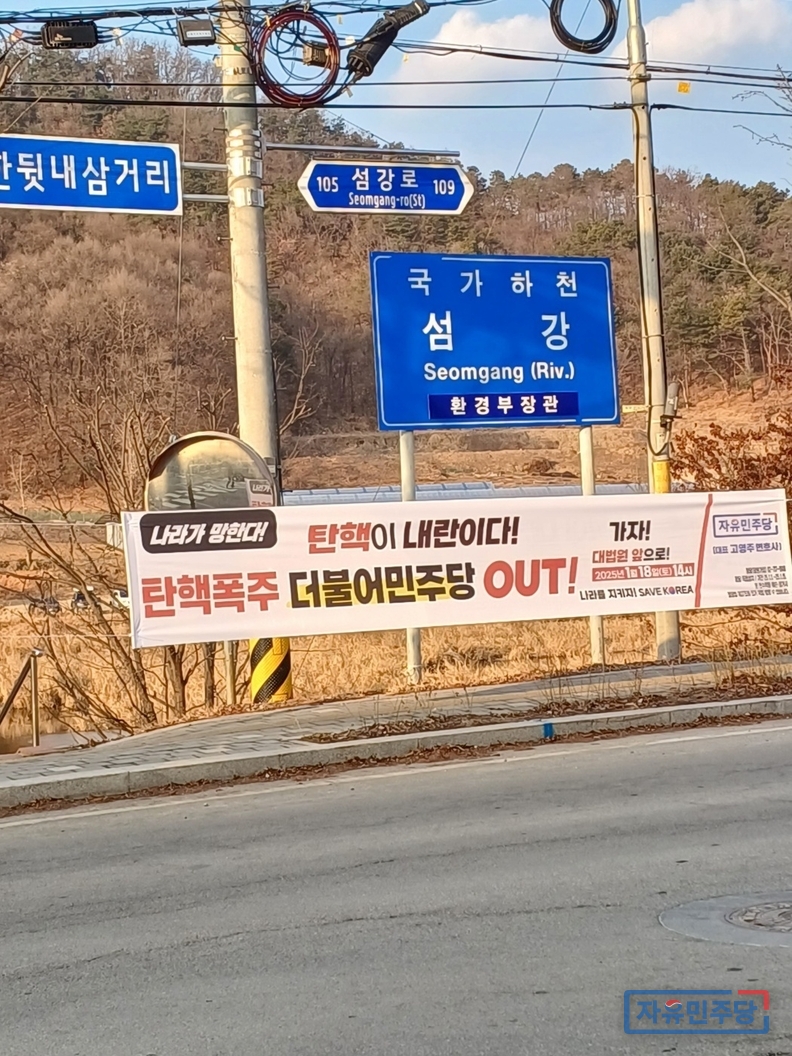 뒷내삼거리
105 섬강로 109
Seomgang-ro(St)
국가하천
섬강
Seomgang (Riv.)
환경부장관
나라가 망한다!
탄핵이 내란이다!
탄핵폭주 더불어민주당 OUT!
가자!
대법원 앞으로!
2025년 1월 18일(토) 14시
나라를 지키자! SAVE KOREA
자유민주당
(대표 고영주 변호사)
자유민주당